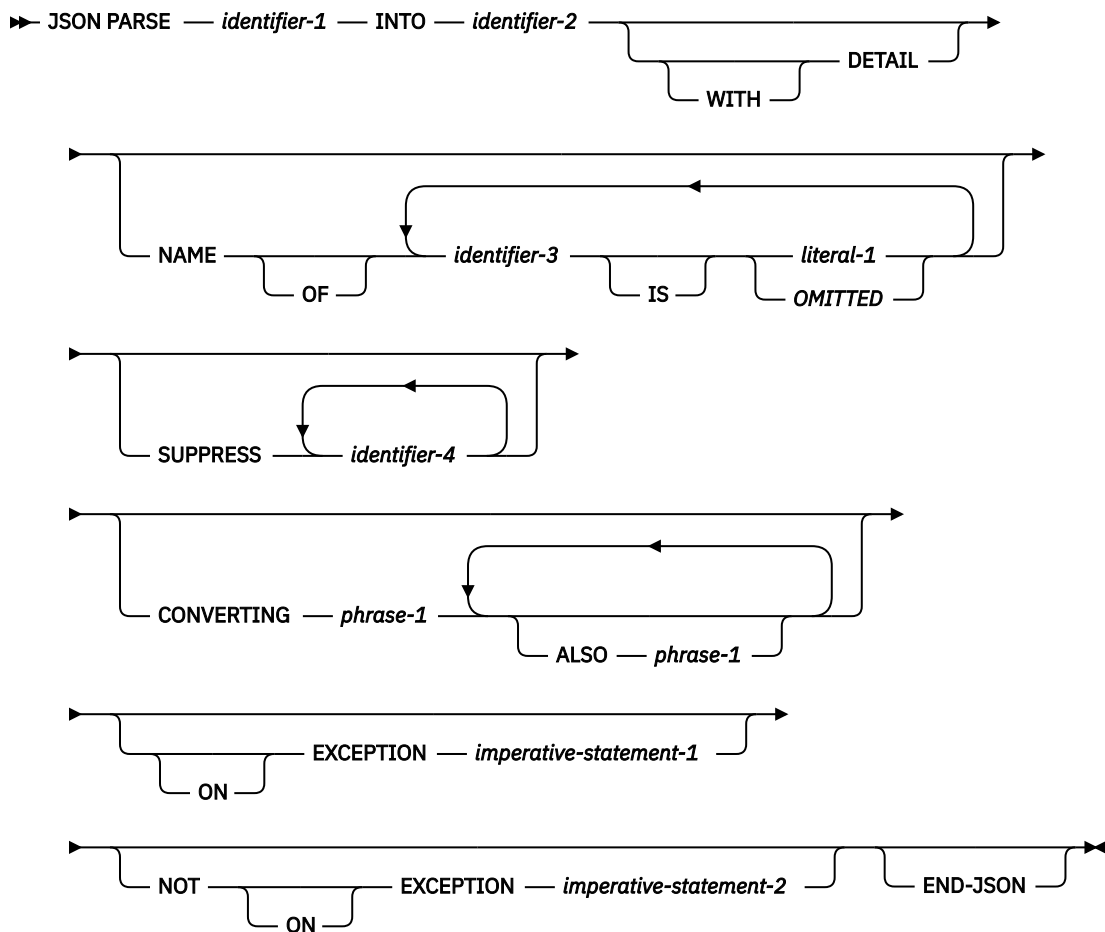 JSON PARSE identifier-1 INTO identifier-2
DETAIL
WITH
NAME identifier-3 literal-1
OF IS OMITTED
SUPPRESS identifier-4
CONVERTING phrase-1
ALSO phrase-1
EXCEPTION imperative-statement-1
ON
NOT EXCEPTION imperative-statement-2 END-JSON
ON